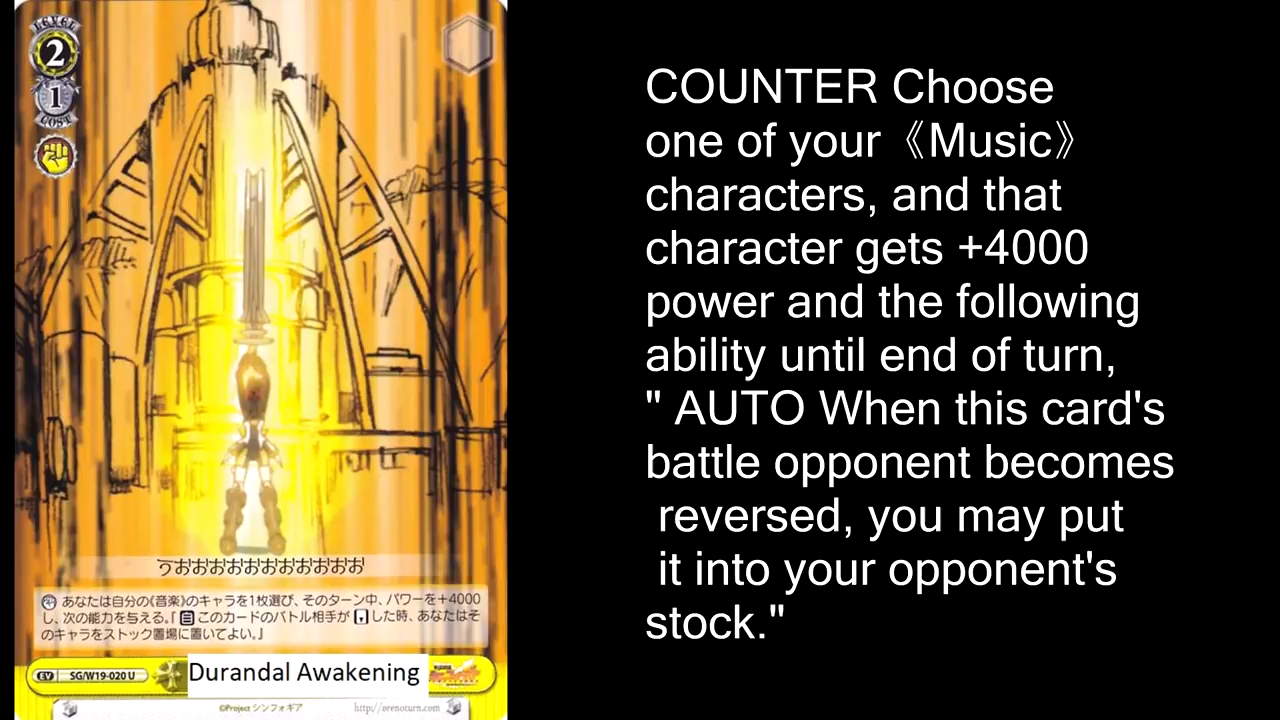 LEVEL
2
1
COST
うおおおおおおおおおおおお
あなたは自分の《音楽》のキャラを1枚選び、そのターン中、パワーを+4000
し、次の能力を与える。「 このカードのバトル相手が した時、あなたはそ
のキャラをストック置場に置いてよい。」
EV SG/W19-020 U Durandal Awakening
©Project シンフォギア http://orenoturn.com
COUNTER Choose
one of your《Music》
characters, and that
character gets +4000
power and the following
ability until end of turn,
" AUTO When this card's
battle opponent becomes
reversed, you may put
it into your opponent's
stock."